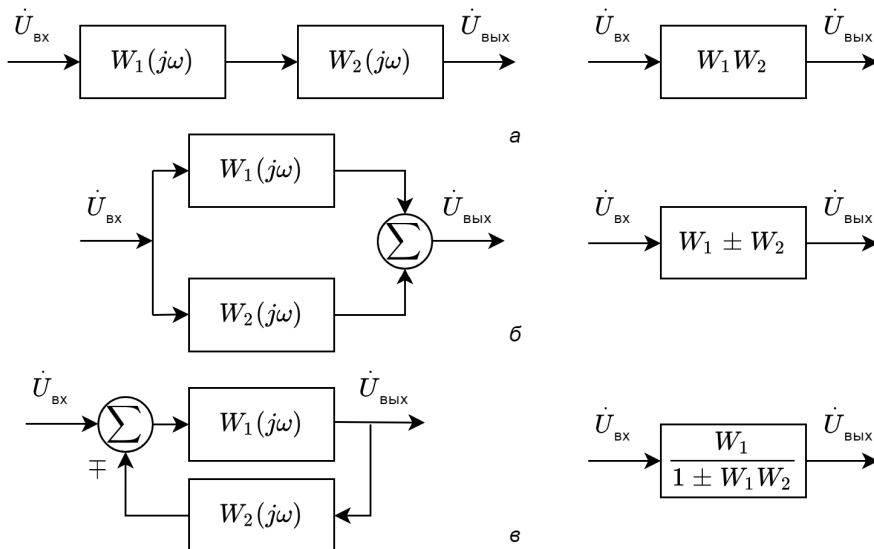 U̇вх W₁(jω) W₂(jω) U̇вых U̇вх W₁W₂ U̇вых
а
U̇вх W₁(jω) W₂(jω) Σ U̇вых U̇вх W₁ ± W₂ U̇вых
б
U̇вх Σ ∓ W₁(jω) W₂(jω) U̇вых U̇вх W₁ / (1 ± W₁W₂) U̇вых
в